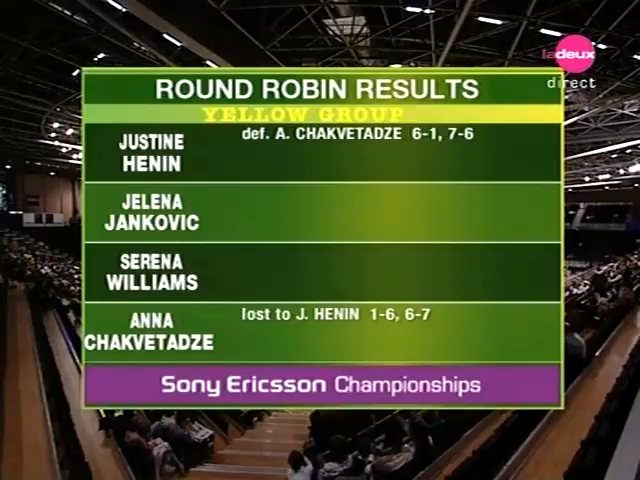 ladeux
direct
ROUND ROBIN RESULTS
YELLOW GROUP
JUSTINE
HENIN
def. A. CHAKVETADZE 6-1, 7-6
JELENA
JANKOVIC
SERENA
WILLIAMS
ANNA
CHAKVETADZE
lost to J. HENIN 1-6, 6-7
Sony Ericsson Championships